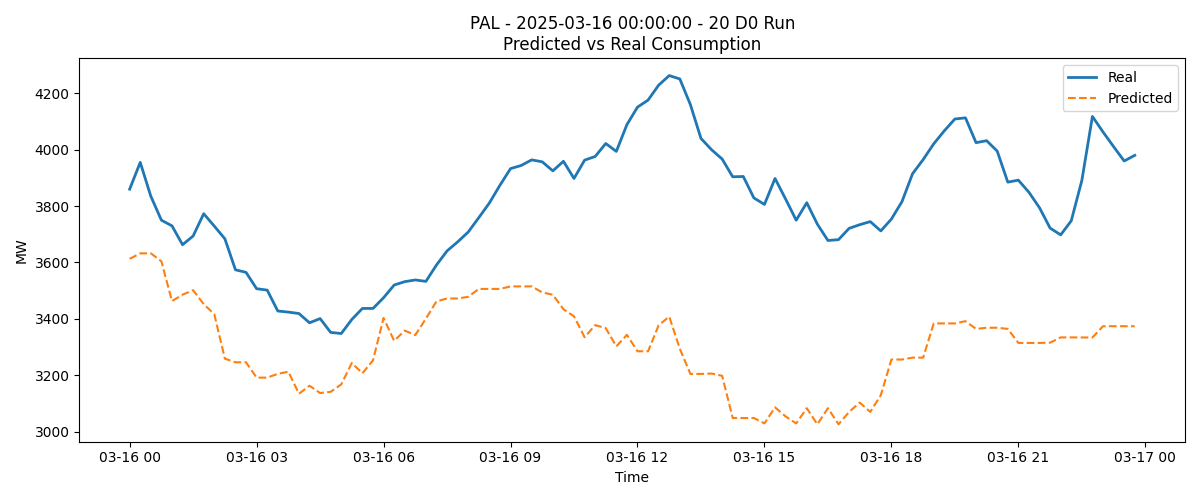 PAL - 2025-03-16 00:00:00 - 20 D0 Run
Predicted vs Real Consumption
Real
Predicted
MW
4200
4000
3800
3600
3400
3200
3000
03-16 00
03-16 03
03-16 06
03-16 09
03-16 12
03-16 15
03-16 18
03-16 21
03-17 00
Time